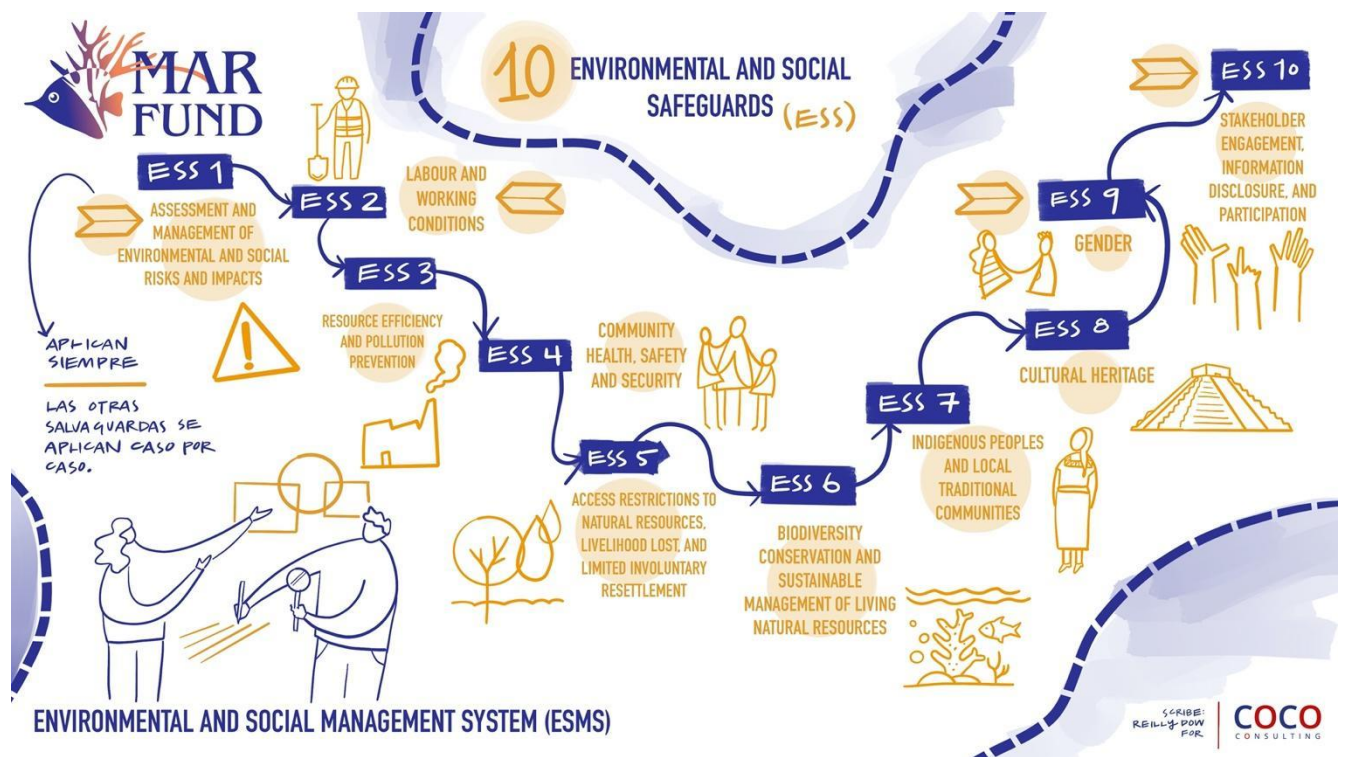 MAR
FUND
10
ENVIRONMENTAL AND SOCIAL
SAFEGUARDS (ESS)
ESS 1
ASSESSMENT AND
MANAGEMENT OF
ENVIRONMENTAL AND SOCIAL
RISKS AND IMPACTS
APLICAN
SIEMPRE
LAS OTRAS
SALVAGUARDAS SE
APLICAN CASO POR
CASO.
ESS 2
LABOUR AND
WORKING
CONDITIONS
ESS 3
RESOURCE EFFICIENCY
AND POLLUTION
PREVENTION
ESS 4
COMMUNITY
HEALTH, SAFETY
AND SECURITY
ESS 5
ACCESS RESTRICTIONS TO
NATURAL RESOURCES,
LIVELIHOOD LOST, AND
LIMITED INVOLUNTARY
RESETTLEMENT
ESS 6
BIODIVERSITY
CONSERVATION AND
SUSTAINABLE
MANAGEMENT OF LIVING
NATURAL RESOURCES
ESS 7
INDIGENOUS PEOPLES
AND LOCAL
TRADITIONAL
COMMUNITIES
ESS 8
CULTURAL HERITAGE
ESS 9
GENDER
ESS 10
STAKEHOLDER
ENGAGEMENT,
INFORMATION
DISCLOSURE, AND
PARTICIPATION
ENVIRONMENTAL AND SOCIAL MANAGEMENT SYSTEM (ESMS)
SCRIBE:
REILLY DOW
FOR
COCO
CONSULTING